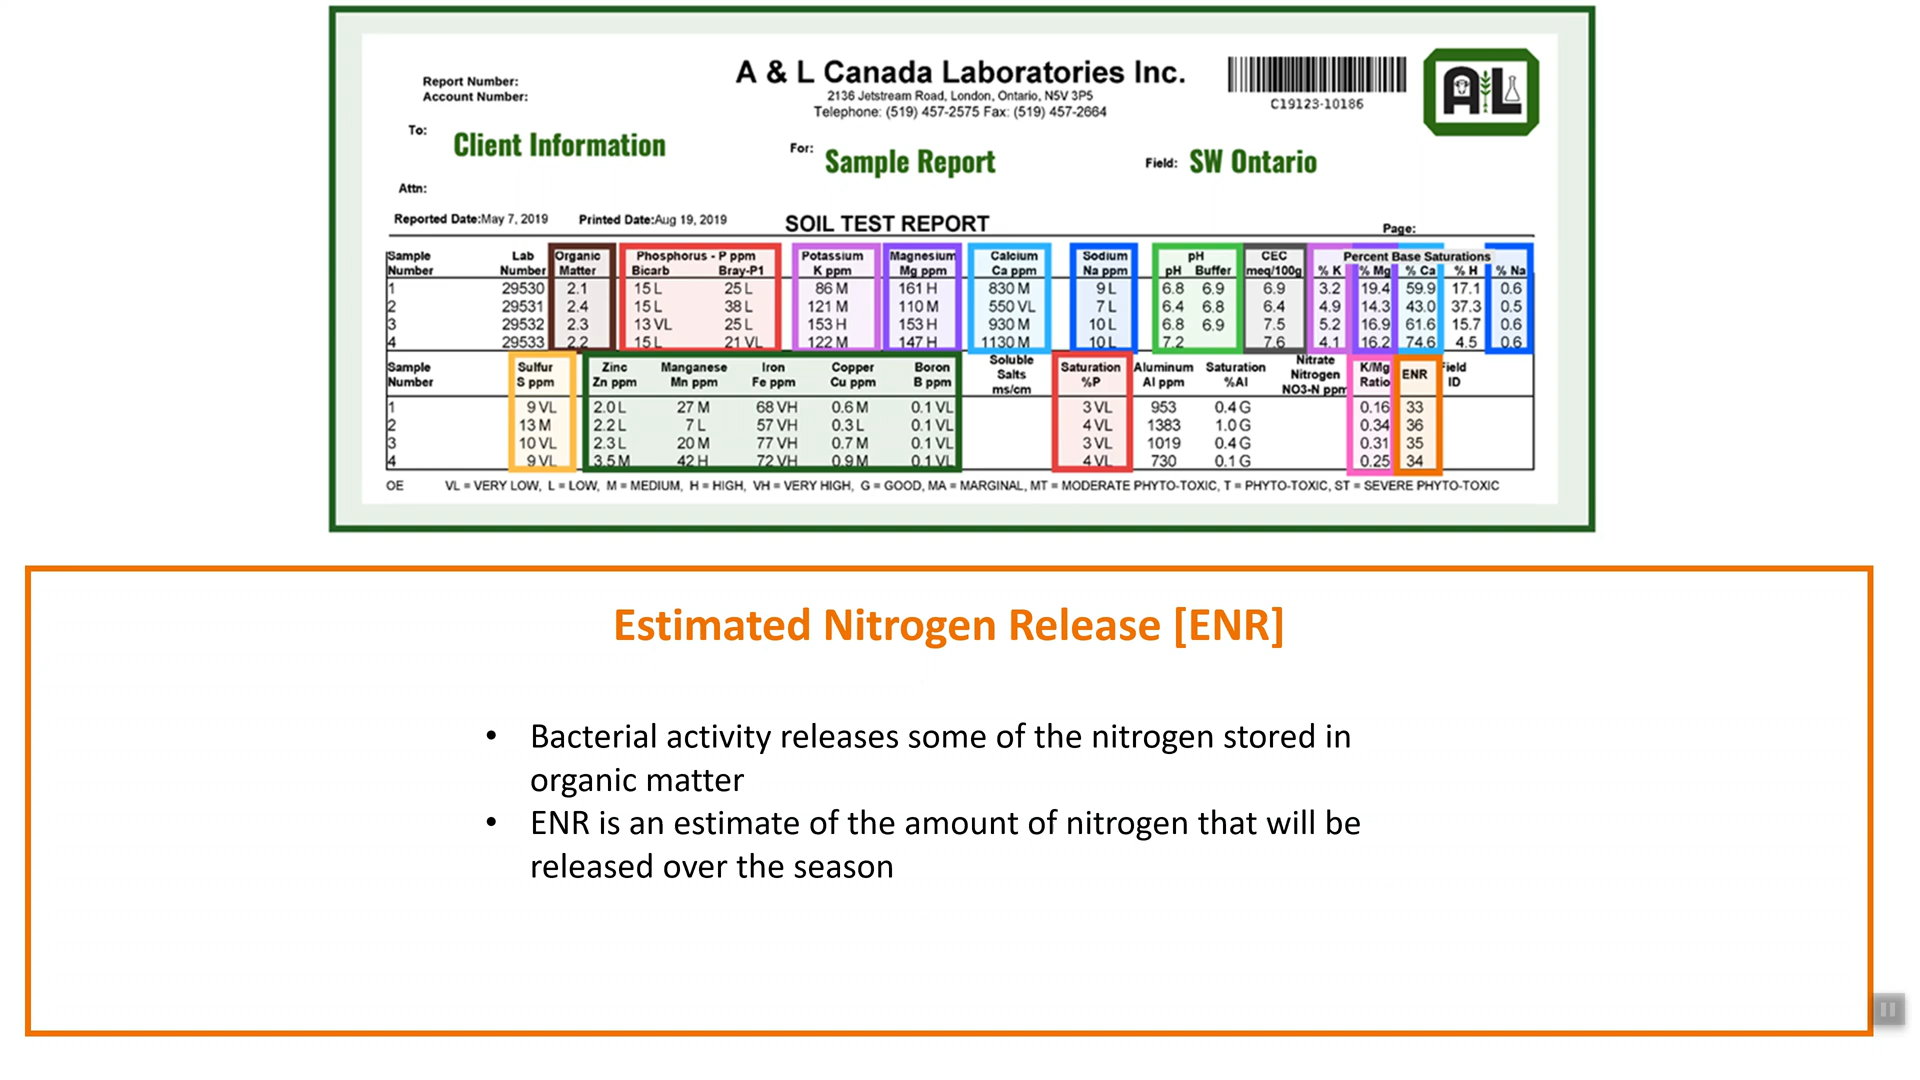 Report Number:
Account Number:
A & L Canada Laboratories Inc.
2136 Jetstream Road, London, Ontario, N5V 3P5
Telephone: (519) 457-2575 Fax: (519) 457-2664
C19123-10186
A L
To: Client Information
For: Sample Report
Field: SW Ontario
Attn:
Reported Date:May 7, 2019 Printed Date:Aug 19, 2019 SOIL TEST REPORT Page:
Sample Lab Organic Phosphorus - P ppm Potassium Magnesium Calcium Sodium pH CEC Percent Base Saturations
Number Number Matter Bicarb Bray-P1 K ppm Mg ppm Ca ppm Na ppm pH Buffer meq/100g % K % Mg % Ca % H % Na
1 29530 2.1 15 L 25 L 86 M 161 H 830 M 9 L 6.8 6.9 6.9 3.2 19.4 59.9 17.1 0.6
2 29531 2.4 15 L 38 L 121 M 110 M 550 VL 7 L 6.4 6.8 6.4 4.9 14.3 43.0 37.3 0.5
3 29532 2.3 13 VL 25 L 153 H 153 H 930 M 10 L 6.8 6.9 7.5 5.2 16.9 61.6 15.7 0.6
4 29533 2.2 15 L 21 VL 122 M 147 H 1130 M 10 L 7.2 7.6 4.1 16.2 74.6 4.5 0.6
Sample Sulfur Zinc Manganese Iron Copper Boron Soluble Saturation Aluminum Saturation Nitrate K/Mg ENR Field
Number S ppm Zn ppm Mn ppm Fe ppm Cu ppm B ppm Salts %P Al ppm %Al Nitrogen Ratio ID
ms/cm NO3-N ppm
1 9 VL 2.0 L 27 M 68 VH 0.6 M 0.1 VL 3 VL 953 0.4 G 0.16 33
2 13 M 2.2 L 7 L 57 VH 0.3 L 0.1 VL 4 VL 1383 1.0 G 0.34 36
3 10 VL 2.3 L 20 M 77 VH 0.7 M 0.1 VL 3 VL 1019 0.4 G 0.31 35
4 9 VL 3.5 M 42 H 72 VH 0.9 M 0.1 VL 4 VL 730 0.1 G 0.25 34
OE VL = VERY LOW, L = LOW, M = MEDIUM, H = HIGH, VH = VERY HIGH, G = GOOD, MA = MARGINAL, MT = MODERATE PHYTO-TOXIC, T = PHYTO-TOXIC, ST = SEVERE PHYTO-TOXIC
Estimated Nitrogen Release [ENR]
• Bacterial activity releases some of the nitrogen stored in
organic matter
• ENR is an estimate of the amount of nitrogen that will be
released over the season